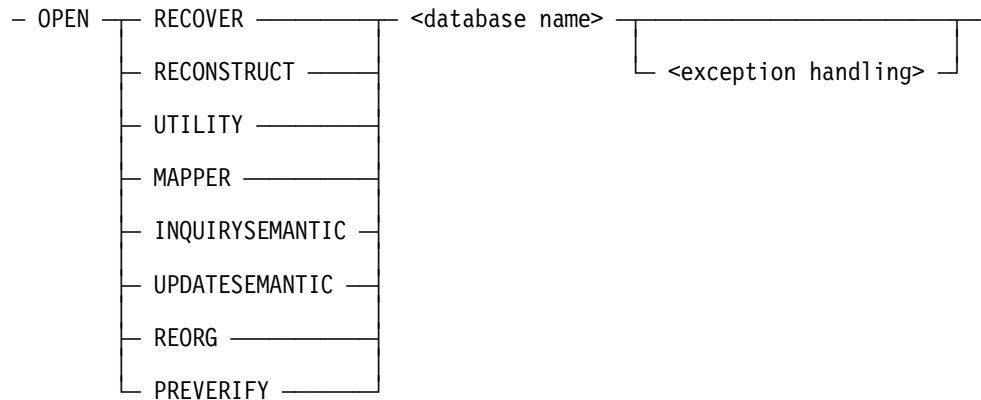 OPEN RECOVER <database name>
RECONSTRUCT <exception handling>
UTILITY
MAPPER
INQUIRYSEMANTIC
UPDATESEMANTIC
REORG
PREVERIFY